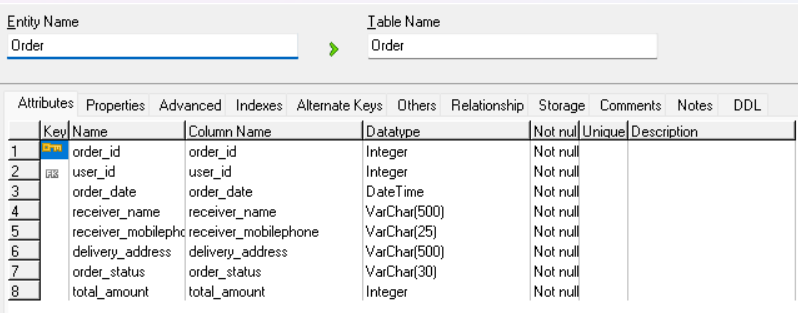 Entity Name Table Name
Order Order
Attributes Properties Advanced Indexes Alternate Keys Others Relationship Storage Comments Notes DDL
Key Name Column Name Datatype Not nul Unique Description
1 order_id order_id Integer Not null
2 FK user_id user_id Integer Not null
3 order_date order_date DateTime Not null
4 receiver_name receiver_name VarChar(500) Not null
5 receiver_mobilepho receiver_mobilephone VarChar(25) Not null
6 delivery_address delivery_address VarChar(500) Not null
7 order_status order_status VarChar(30) Not null
8 total_amount total_amount Integer Not null